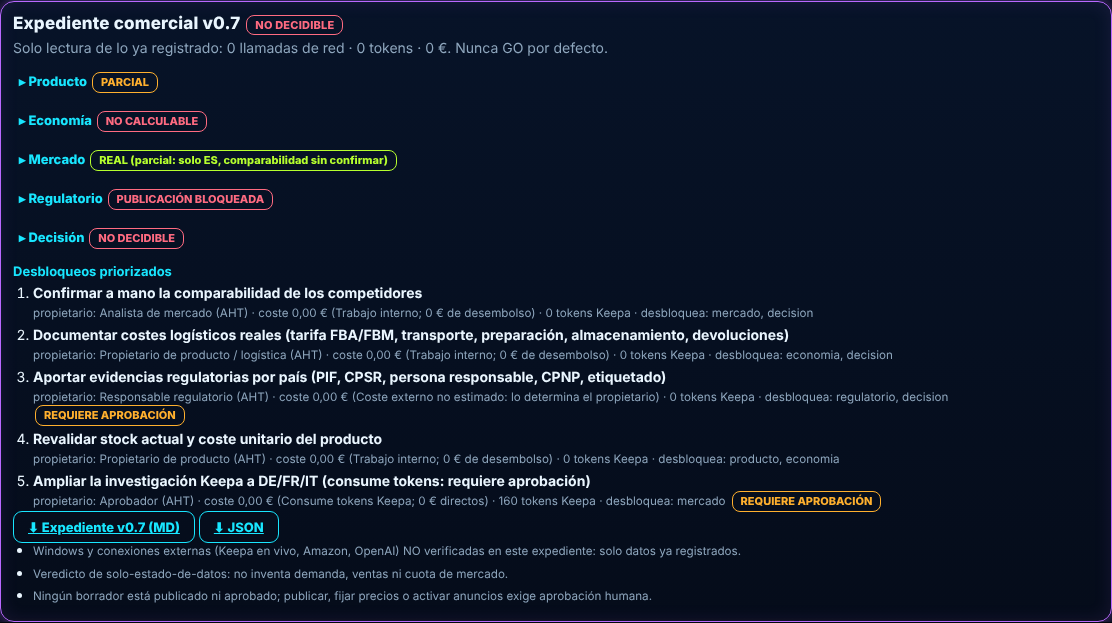 Expediente comercial v0.7 NO DECIDIBLE
Solo lectura de lo ya registrado: 0 llamadas de red · 0 tokens · 0 €. Nunca GO por defecto.
▸ Producto PARCIAL
▸ Economía NO CALCULABLE
▸ Mercado REAL (parcial: solo ES, comparabilidad sin confirmar)
▸ Regulatorio PUBLICACIÓN BLOQUEADA
▸ Decisión NO DECIDIBLE
Desbloqueos priorizados
1. Confirmar a mano la comparabilidad de los competidores
propietario: Analista de mercado (AHT) · coste 0,00 € (Trabajo interno; 0 € de desembolso) · 0 tokens Keepa · desbloquea: mercado, decision
2. Documentar costes logísticos reales (tarifa FBA/FBM, transporte, preparación, almacenamiento, devoluciones)
propietario: Propietario de producto / logística (AHT) · coste 0,00 € (Trabajo interno; 0 € de desembolso) · 0 tokens Keepa · desbloquea: economia, decision
3. Aportar evidencias regulatorias por país (PIF, CPSR, persona responsable, CPNP, etiquetado)
propietario: Responsable regulatorio (AHT) · coste 0,00 € (Coste externo no estimado: lo determina el propietario) · 0 tokens Keepa · desbloquea: regulatorio, decision
REQUIERE APROBACIÓN
4. Revalidar stock actual y coste unitario del producto
propietario: Propietario de producto (AHT) · coste 0,00 € (Trabajo interno; 0 € de desembolso) · 0 tokens Keepa · desbloquea: producto, economia
5. Ampliar la investigación Keepa a DE/FR/IT (consume tokens: requiere aprobación)
propietario: Aprobador (AHT) · coste 0,00 € (Consume tokens Keepa; 0 € directos) · 160 tokens Keepa · desbloquea: mercado REQUIERE APROBACIÓN
⬇ Expediente v0.7 (MD) ⬇ JSON
• Windows y conexiones externas (Keepa en vivo, Amazon, OpenAI) NO verificadas en este expediente: solo datos ya registrados.
• Veredicto de solo-estado-de-datos: no inventa demanda, ventas ni cuota de mercado.
• Ningún borrador está publicado ni aprobado; publicar, fijar precios o activar anuncios exige aprobación humana.